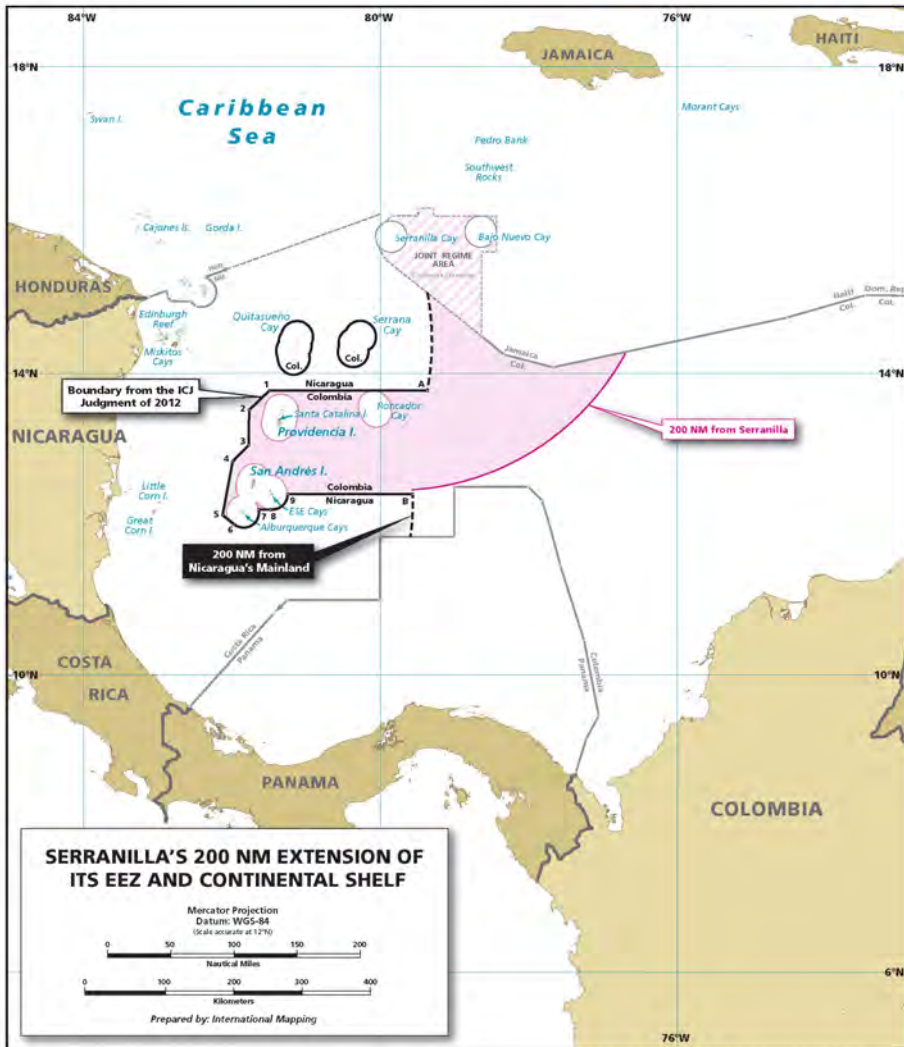 84°W
80°W
76°W
HAITI
JAMAICA
18°N
18°N
Caribbean
Sea
Swan I.
Morant Cays
Pedro Bank
Southwest
Rocks
Cajones Is.
Gorda I.
Serranilla Cay
Bajo Nuevo Cay
JOINT REGIME
AREA
Haiti
Col.
Dom. Rep.
Col.
HONDURAS
Edinburgh
Reef
Quitasueño
Cay
Serrana
Cay
Miskitos
Cays
Col.
Col.
Jamaica
Col.
14°N
14°N
Boundary from the ICJ
Judgment of 2012
1
Nicaragua
Colombia
A
2
Santa Catalina I.
Roncador
Cay
Providencia I.
200 NM from Serranilla
NICARAGUA
3
4
San Andrés I.
Little
Corn I.
Great
Corn I.
Colombia
Nicaragua
9
B
ESE Cays
5
6
7
8
Alburquerque Cays
200 NM from
Nicaragua's Mainland
Costa Rica
Panama
Colombia
Panama
COSTA
RICA
10°N
10°N
PANAMA
COLOMBIA
SERRANILLA'S 200 NM EXTENSION OF
ITS EEZ AND CONTINENTAL SHELF
Mercator Projection
Datum: WGS-84
(Scale accurate at 12°N)
0 50 100 150 200
Nautical Miles
0 100 200 300 400
Kilometers
Prepared by: International Mapping
6°N
76°W